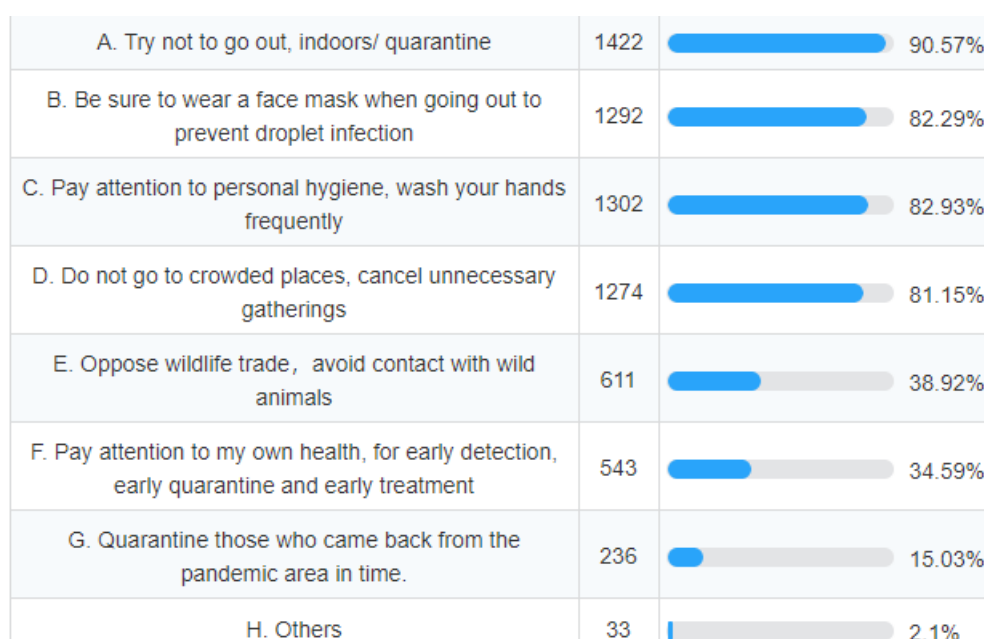 A. Try not to go out, indoors/ quarantine 1422 90.57%
B. Be sure to wear a face mask when going out to
prevent droplet infection 1292 82.29%
C. Pay attention to personal hygiene, wash your hands
frequently 1302 82.93%
D. Do not go to crowded places, cancel unnecessary
gatherings 1274 81.15%
E. Oppose wildlife trade，avoid contact with wild
animals 611 38.92%
F. Pay attention to my own health, for early detection,
early quarantine and early treatment 543 34.59%
G. Quarantine those who came back from the
pandemic area in time. 236 15.03%
H. Others 33 2.1%